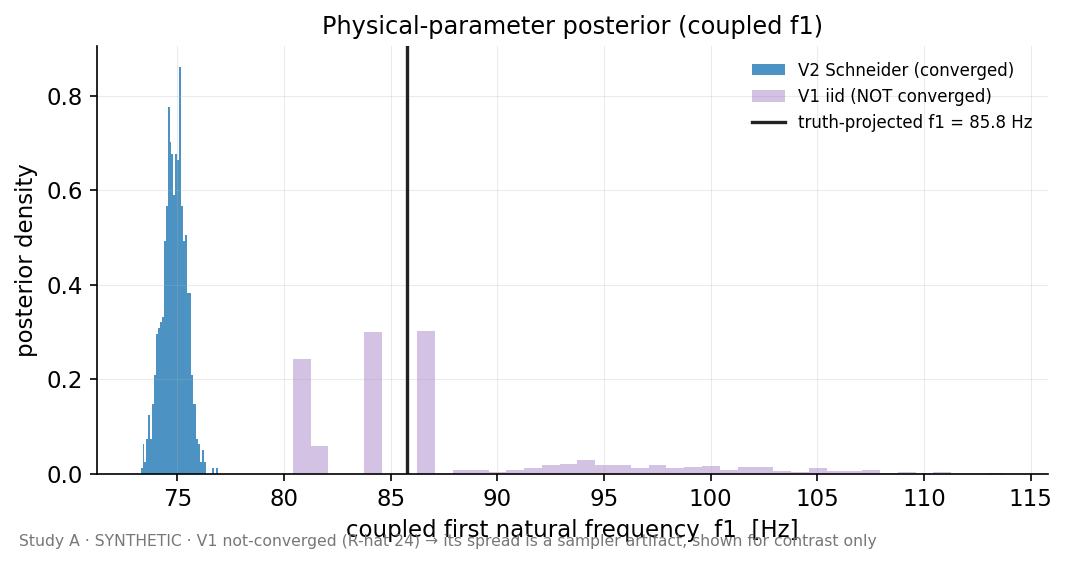 Physical-parameter posterior (coupled f1)
V2 Schneider (converged)
V1 iid (NOT converged)
truth-projected f1 = 85.8 Hz
posterior density
0.8
0.6
0.4
0.2
0.0
75 80 85 90 95 100 105 110 115
coupled first natural frequency f1 [Hz]
Study A · SYNTHETIC · V1 not-converged (R-hat 24) → its spread is a sampler artifact, shown for contrast only